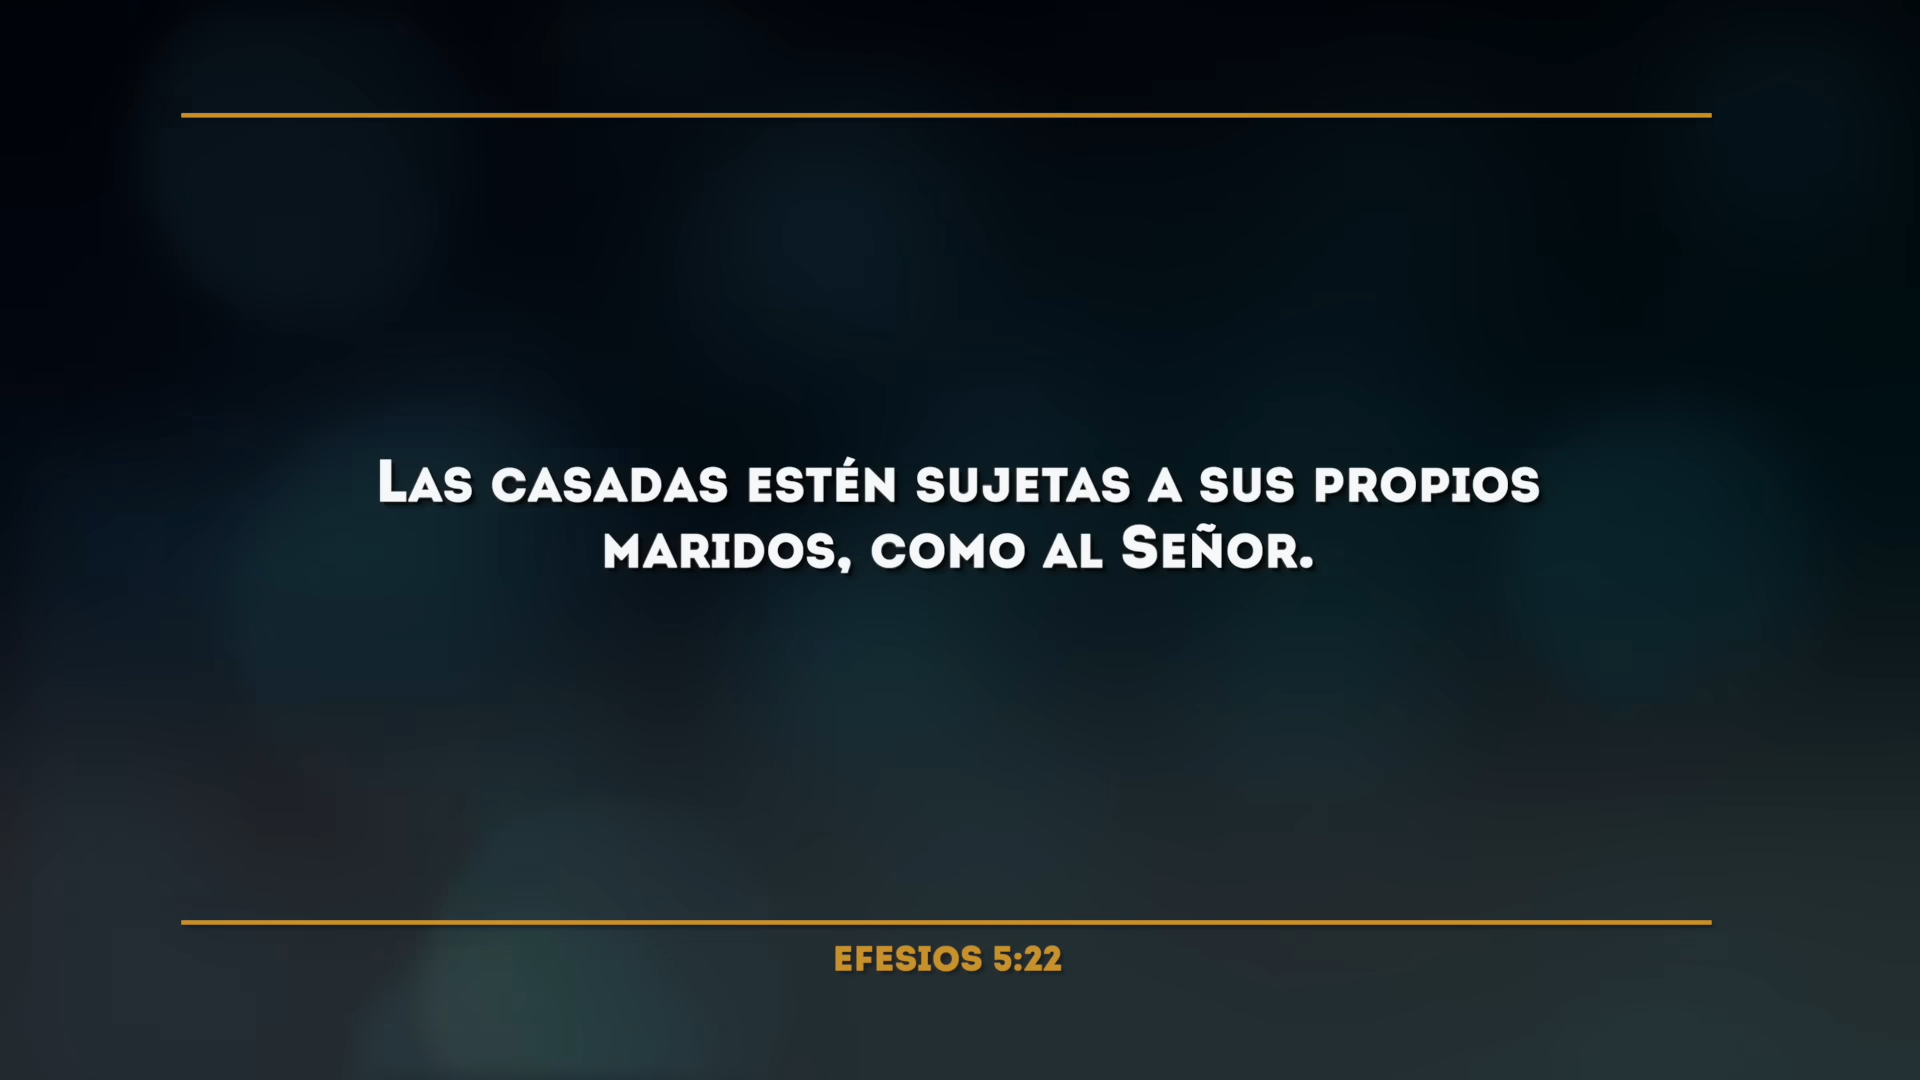 Las casadas estén sujetas a sus propios
maridos, como al Señor.
EFESIOS 5:22